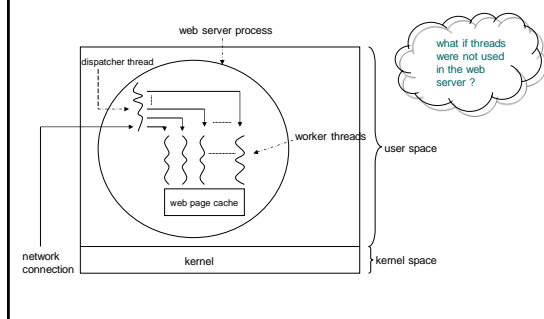 web server process
what if threads
were not used
in the web
server ?
dispatcher thread
worker threads
user space
web page cache
network
connection
kernel
kernel space